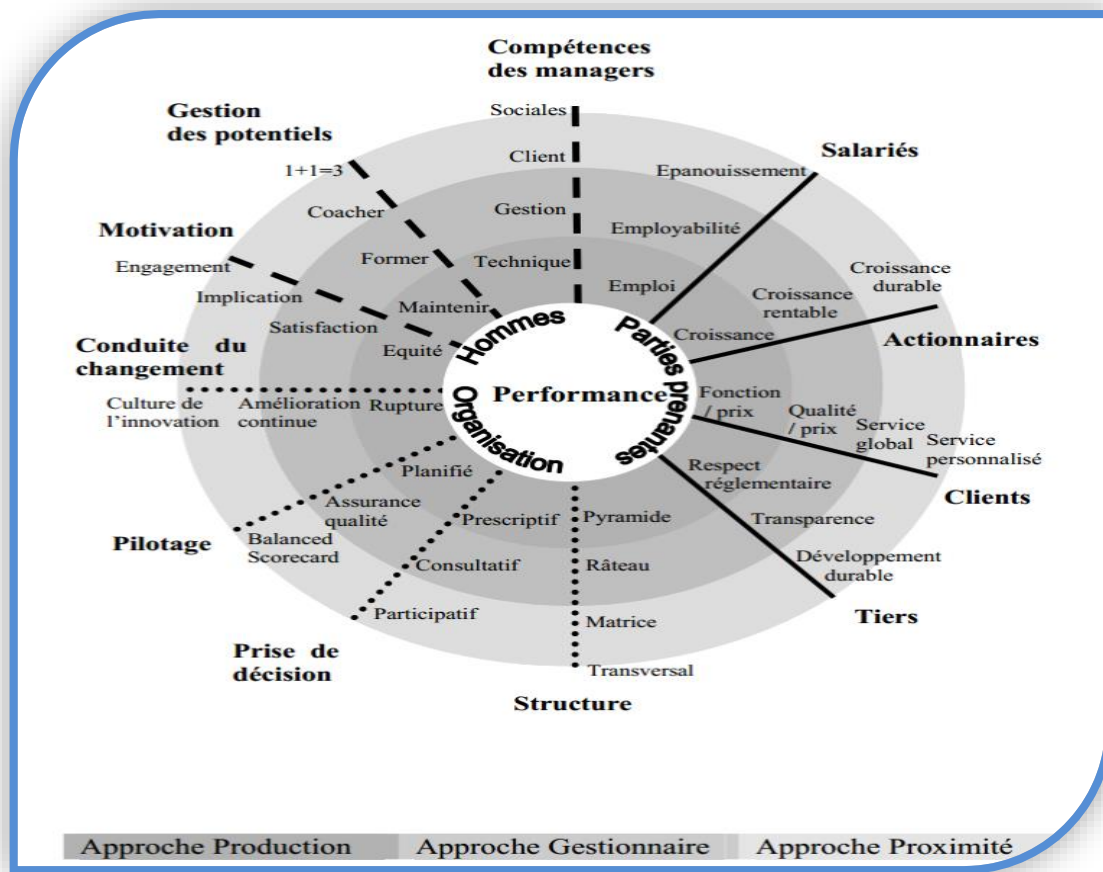 Compétences
des managers
Gestion
des potentiels
Sociales
1+1=3
Client
Salariés
Epanouissement
Coacher
Gestion
Motivation
Employabilité
Engagement
Former
Technique
Croissance
durable
Implication
Emploi
Croissance
rentable
Maintenir
Satisfaction
Croissance
Actionnaires
Equité
Hommes
Parties prenantes
Conduite du
changement
Performance
Organisation
Culture de
l’innovation
Amélioration
continue
Rupture
Fonction
/ prix
Qualité
/ prix
Service
global
Service
personnalisé
Clients
Planifié
Respect
réglementaire
Assurance
qualité
Prescriptif
Pyramide
Transparence
Pilotage
Balanced
Scorecard
Consultatif
Râteau
Développement
durable
Participatif
Matrice
Tiers
Prise de
décision
Transversal
Structure
Approche Production
Approche Gestionnaire
Approche Proximité